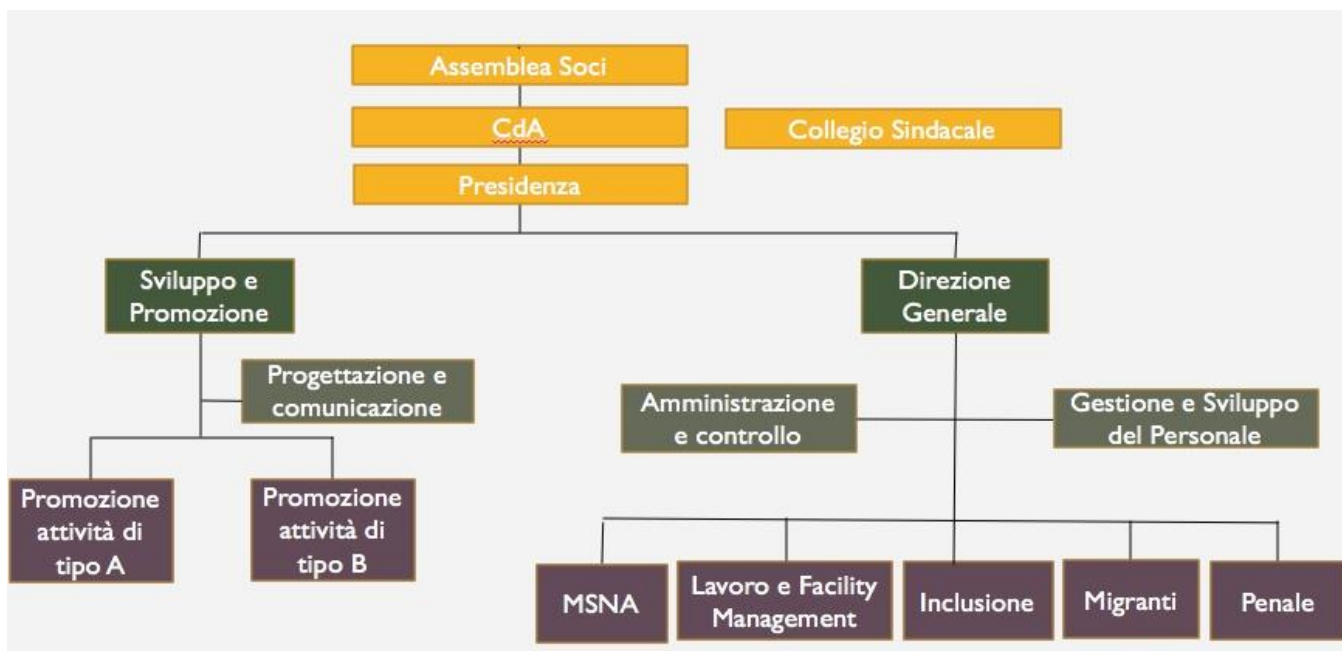 Assemblea Soci
CdA
Collegio Sindacale
Presidenza
Sviluppo e
Promozione
Direzione
Generale
Progettazione e
comunicazione
Amministrazione
e controllo
Gestione e Sviluppo
del Personale
Promozione
attività di
tipo A
Promozione
attività di
tipo B
MSNA
Lavoro e Facility
Management
Inclusione
Migranti
Penale